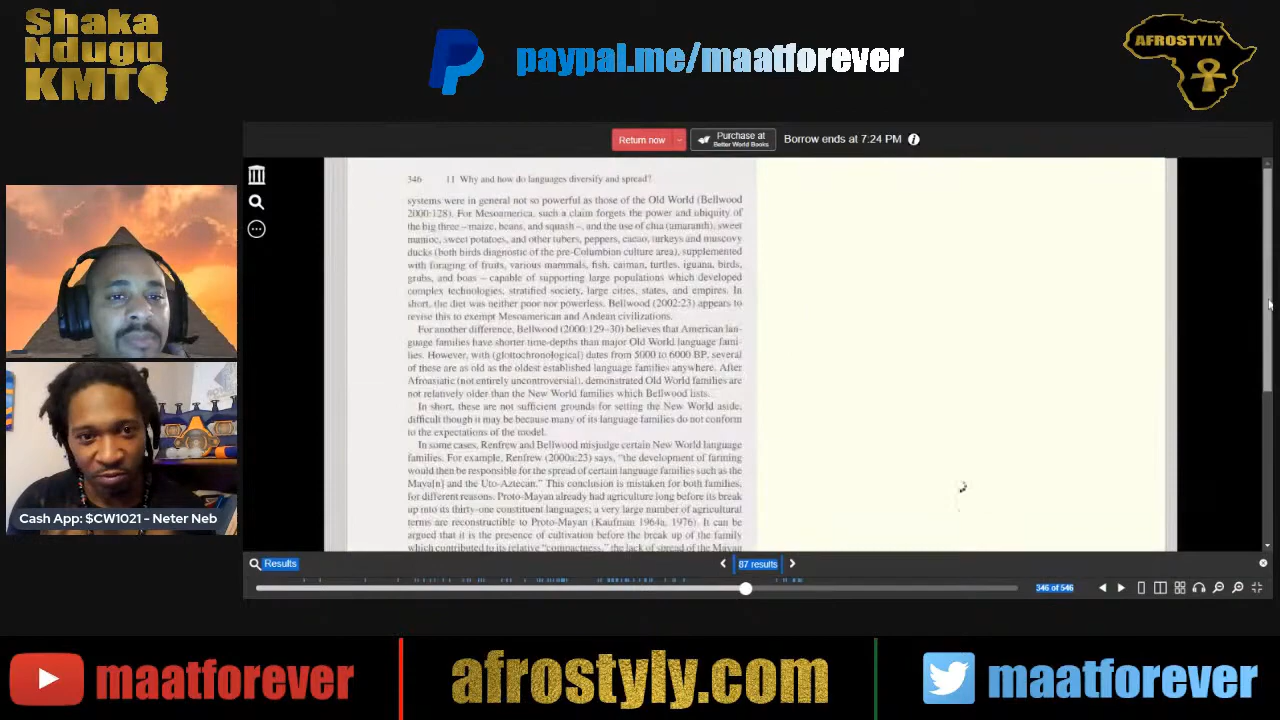 Shaka
Ndugu
KMT
paypal.me/maatforever
AFROSTYLY
Return now
Purchase at
Better World Books
Borrow ends at 7:24 PM
346 11 Why and how do languages diversify and spread?
systems were in general not so powerful as those of the Old World (Bellwood
2000:128). For Mesoamerica, such a claim forgets the power and ubiquity of
the big three – maize, beans, and squash –, and the use of chia (amaranth), sweet
manioc, sweet potatoes, and other tubers, peppers, cacao, turkeys and muscovy
ducks (both birds diagnostic of the pre-Columbian culture area), supplemented
with foraging of fruits, various mammals, fish, caiman, turtles, iguana, birds,
grubs, and boas – capable of supporting large populations which developed
complex technologies, stratified society, large cities, states, and empires. In
short, the diet was neither poor nor powerless. Bellwood (2002:23) appears to
revise this to exempt Mesoamerican and Andean civilizations.
For another difference, Bellwood (2000:129–30) believes that American lan-
guage families have shorter time-depths than major Old World language fami-
lies. However, with (glottochronological) dates from 5000 to 6000 BP, several
of these are as old as the oldest established language families anywhere. After
Afroasiatic (not entirely uncontroversial), demonstrated Old World families are
not relatively older than the New World families which Bellwood lists.
In short, these are not sufficient grounds for setting the New World aside,
difficult though it may be because many of its language families do not conform
to the expectations of the model.
In some cases, Renfrew and Bellwood misjudge certain New World language
families. For example, Renfrew (2000a:23) says, "the development of farming
would then be responsible for the spread of certain language families such as the
Maya[n] and the Uto-Aztecan." This conclusion is mistaken for both families,
for different reasons. Proto-Mayan already had agriculture long before its break
up into its thirty-one constituent languages; a very large number of agricultural
terms are reconstructible to Proto-Mayan (Kaufman 1964a, 1976). It can be
argued that it is the presence of cultivation before the break up of the family
which contributed to its relative "compactness," the lack of spread of the Mayan
Cash App: $CW1021 - Neter Neb
Results
87 results
346 of 546
maatforever
afrostyly.com
maatforever